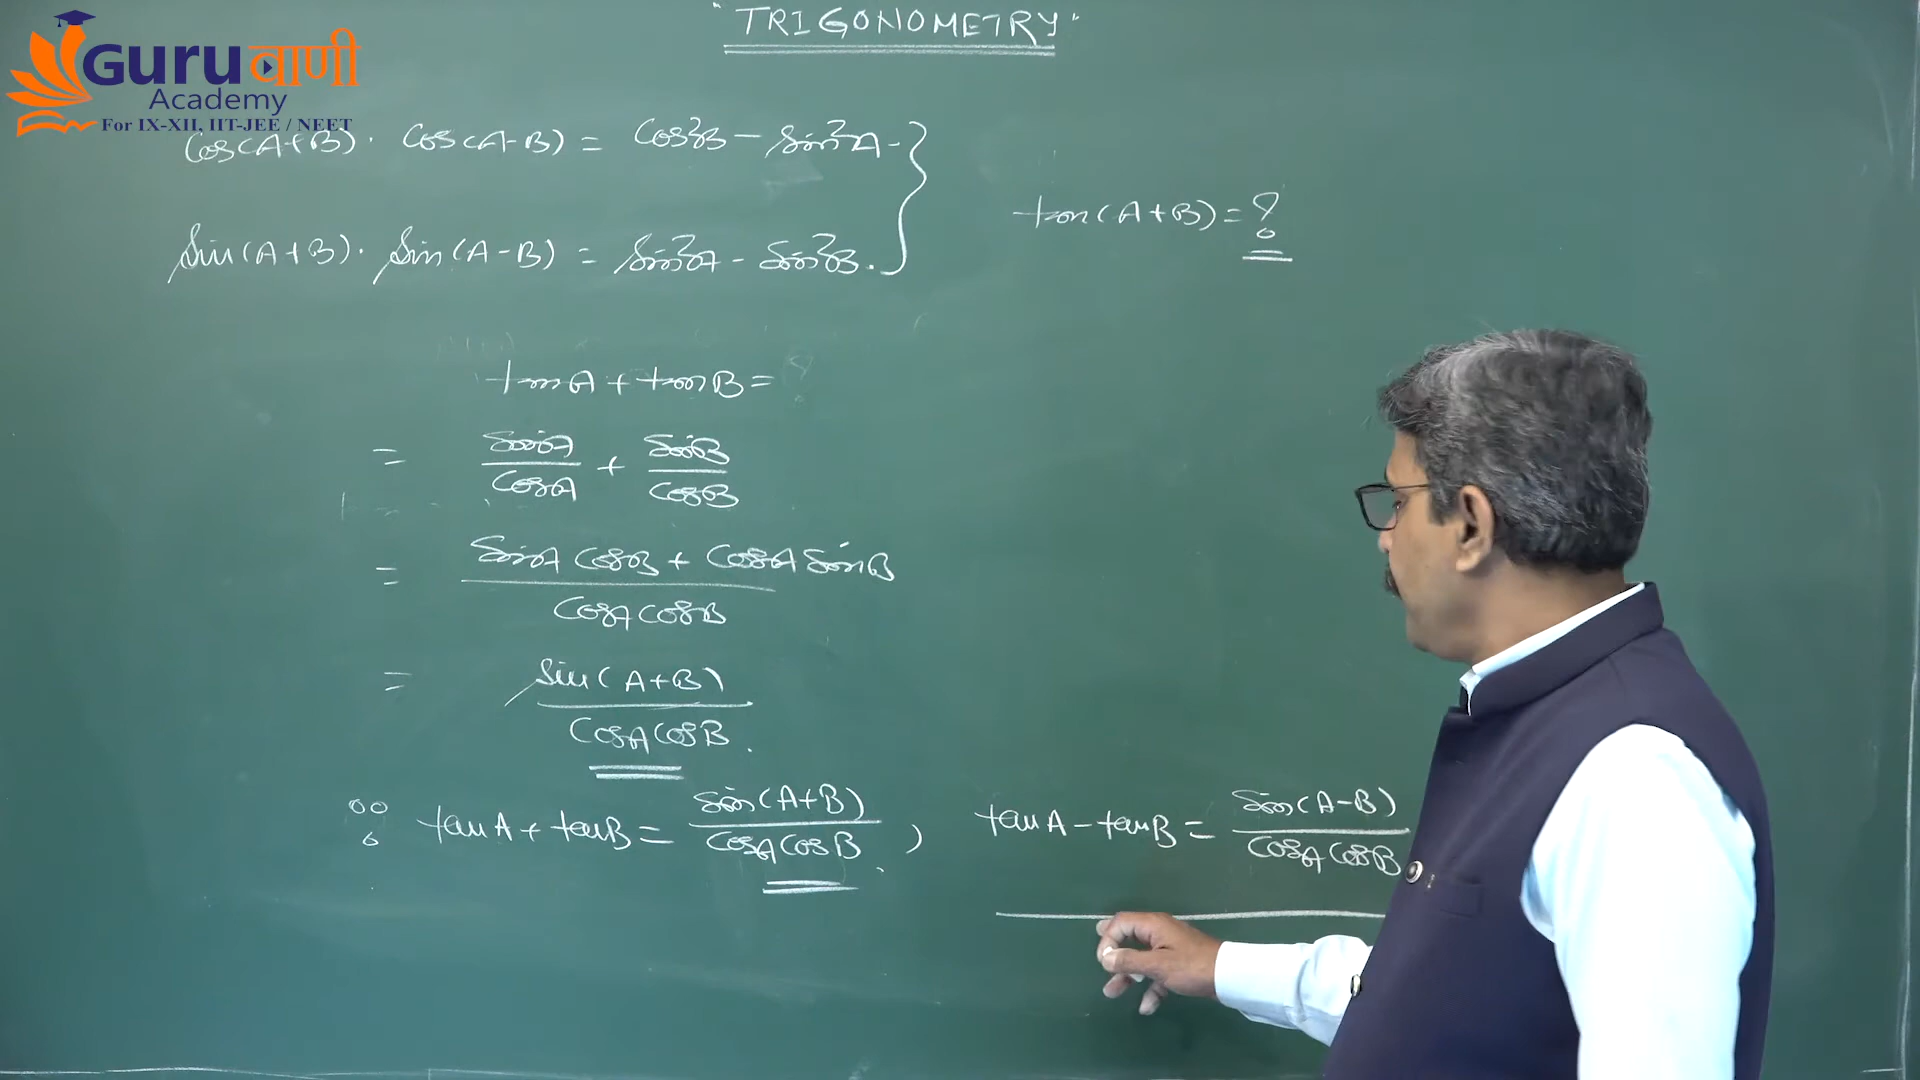 Guruवाणी
Academy
For IX-XII, IIT-JEE / NEET
"TRIGONOMETRY"
Cos(A+B). Cos(A-B) = Cos²B - Sin²A -
Sin(A+B). Sin(A-B) = Sin²A - Sin²B.
tan(A+B) = ?
tanA + tanB =
= SinA/CosA + SinB/CosB
= SinA CosB + CosA SinB / CosA CosB
= Sin(A+B) / CosA CosB.
tanA + tanB = Sin(A+B) / CosA CosB ,
tanA - tanB = Sin(A-B) / CosA CosB